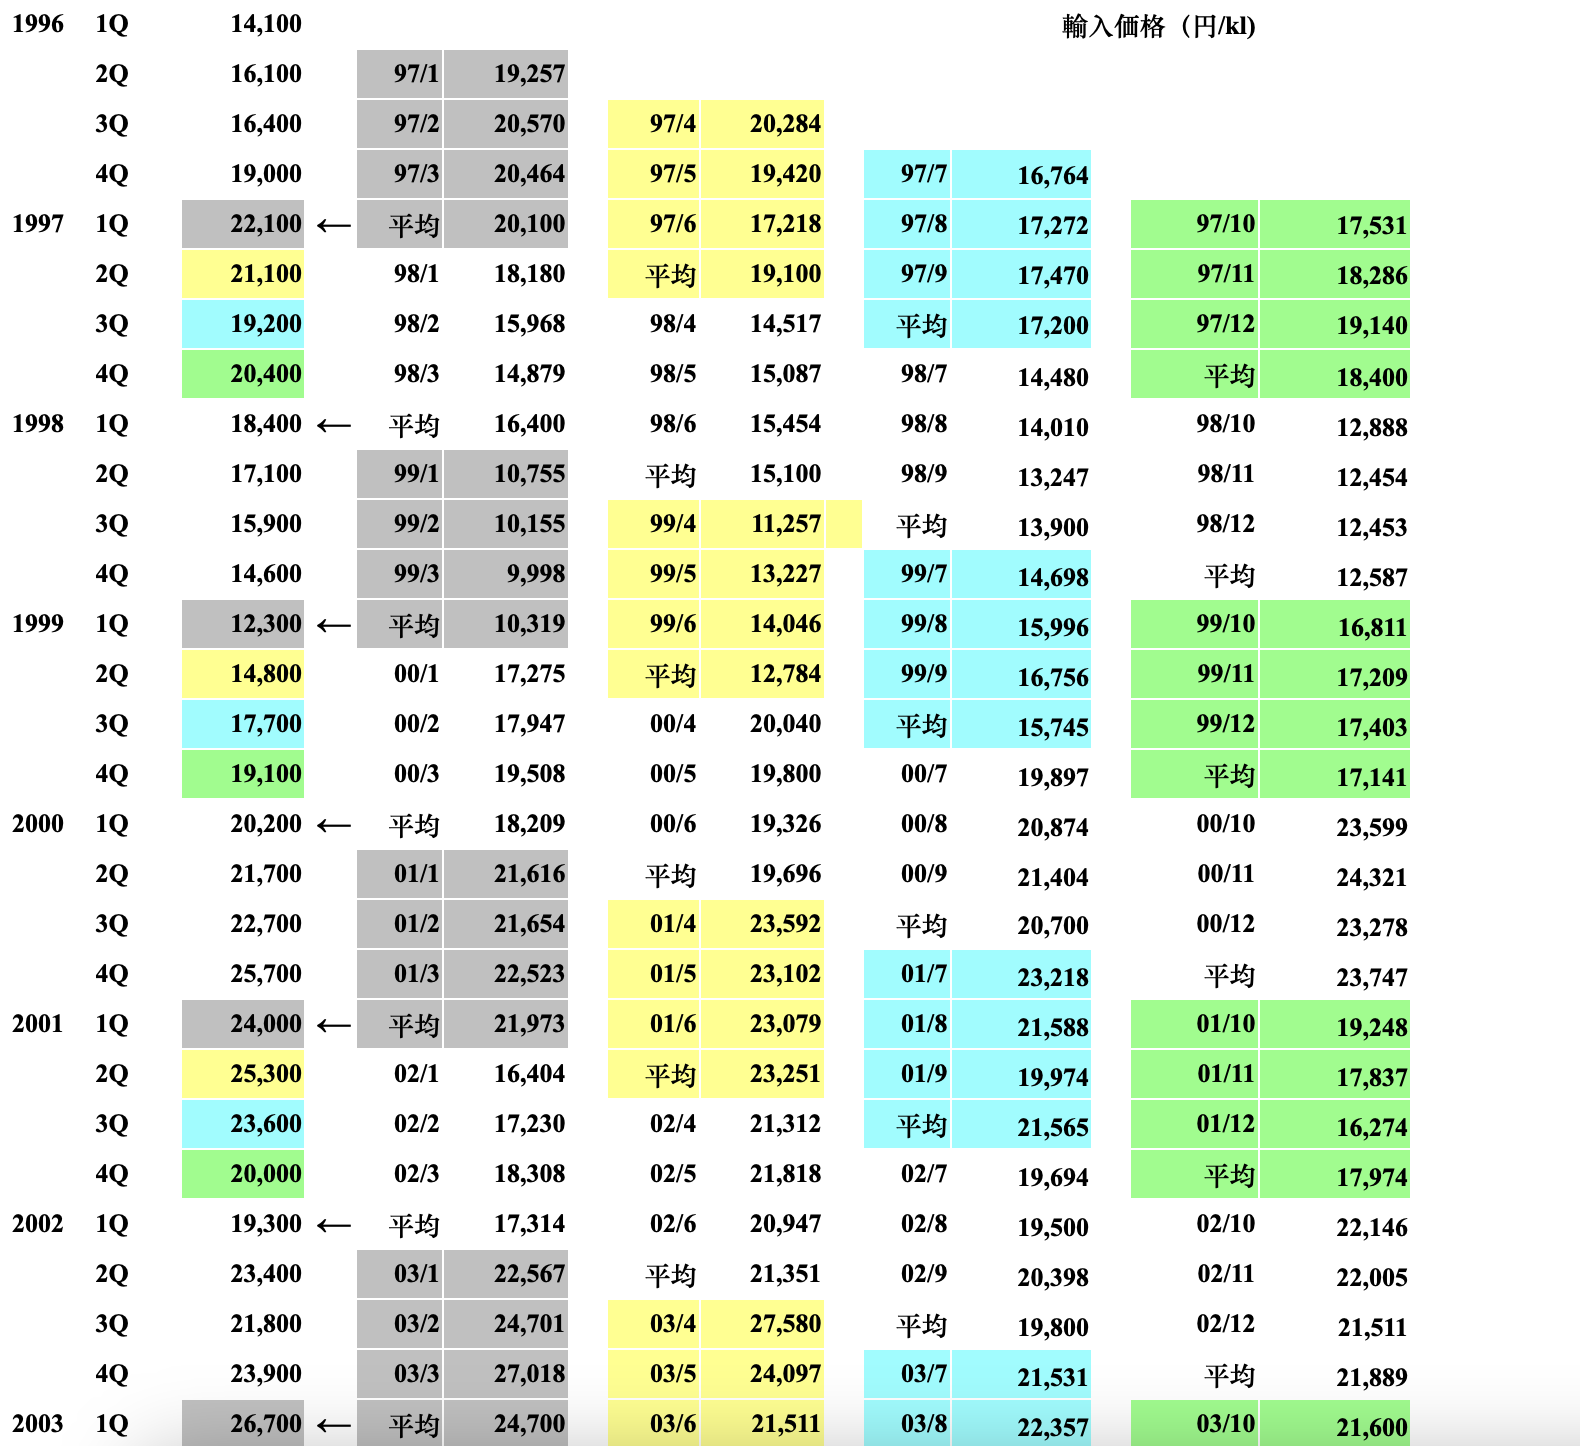 1996 1Q 14,100 輸入価格（円/kl)
2Q 16,100 97/1 19,257
3Q 16,400 97/2 20,570 97/4 20,284
4Q 19,000 97/3 20,464 97/5 19,420 97/7 16,764
1997 1Q 22,100 ← 平均 20,100 97/6 17,218 97/8 17,272 97/10 17,531
2Q 21,100 98/1 18,180 平均 19,100 97/9 17,470 97/11 18,286
3Q 19,200 98/2 15,968 98/4 14,517 平均 17,200 97/12 19,140
4Q 20,400 98/3 14,879 98/5 15,087 98/7 14,480 平均 18,400
1998 1Q 18,400 ← 平均 16,400 98/6 15,454 98/8 14,010 98/10 12,888
2Q 17,100 99/1 10,755 平均 15,100 98/9 13,247 98/11 12,454
3Q 15,900 99/2 10,155 99/4 11,257 平均 13,900 98/12 12,453
4Q 14,600 99/3 9,998 99/5 13,227 99/7 14,698 平均 12,587
1999 1Q 12,300 ← 平均 10,319 99/6 14,046 99/8 15,996 99/10 16,811
2Q 14,800 00/1 17,275 平均 12,784 99/9 16,756 99/11 17,209
3Q 17,700 00/2 17,947 00/4 20,040 平均 15,745 99/12 17,403
4Q 19,100 00/3 19,508 00/5 19,800 00/7 19,897 平均 17,141
2000 1Q 20,200 ← 平均 18,209 00/6 19,326 00/8 20,874 00/10 23,599
2Q 21,700 01/1 21,616 平均 19,696 00/9 21,404 00/11 24,321
3Q 22,700 01/2 21,654 01/4 23,592 平均 20,700 00/12 23,278
4Q 25,700 01/3 22,523 01/5 23,102 01/7 23,218 平均 23,747
2001 1Q 24,000 ← 平均 21,973 01/6 23,079 01/8 21,588 01/10 19,248
2Q 25,300 02/1 16,404 平均 23,251 01/9 19,974 01/11 17,837
3Q 23,600 02/2 17,230 02/4 21,312 平均 21,565 01/12 16,274
4Q 20,000 02/3 18,308 02/5 21,818 02/7 19,694 平均 17,974
2002 1Q 19,300 ← 平均 17,314 02/6 20,947 02/8 19,500 02/10 22,146
2Q 23,400 03/1 22,567 平均 21,351 02/9 20,398 02/11 22,005
3Q 21,800 03/2 24,701 03/4 27,580 平均 19,800 02/12 21,511
4Q 23,900 03/3 27,018 03/5 24,097 03/7 21,531 平均 21,889
2003 1Q 26,700 ← 平均 24,700 03/6 21,511 03/8 22,357 03/10 21,600